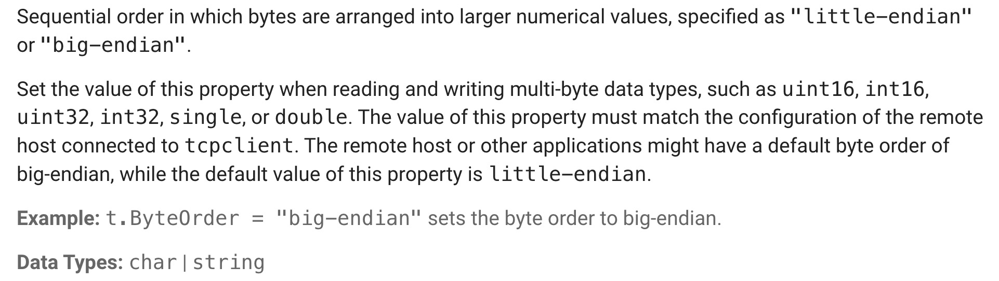 Sequential order in which bytes are arranged into larger numerical values, specified as "little-endian"
or "big-endian".
Set the value of this property when reading and writing multi-byte data types, such as uint16, int16,
uint32, int32, single, or double. The value of this property must match the configuration of the remote
host connected to tcpclient. The remote host or other applications might have a default byte order of
big-endian, while the default value of this property is little-endian.
Example: t.ByteOrder = "big-endian" sets the byte order to big-endian.
Data Types: char | string